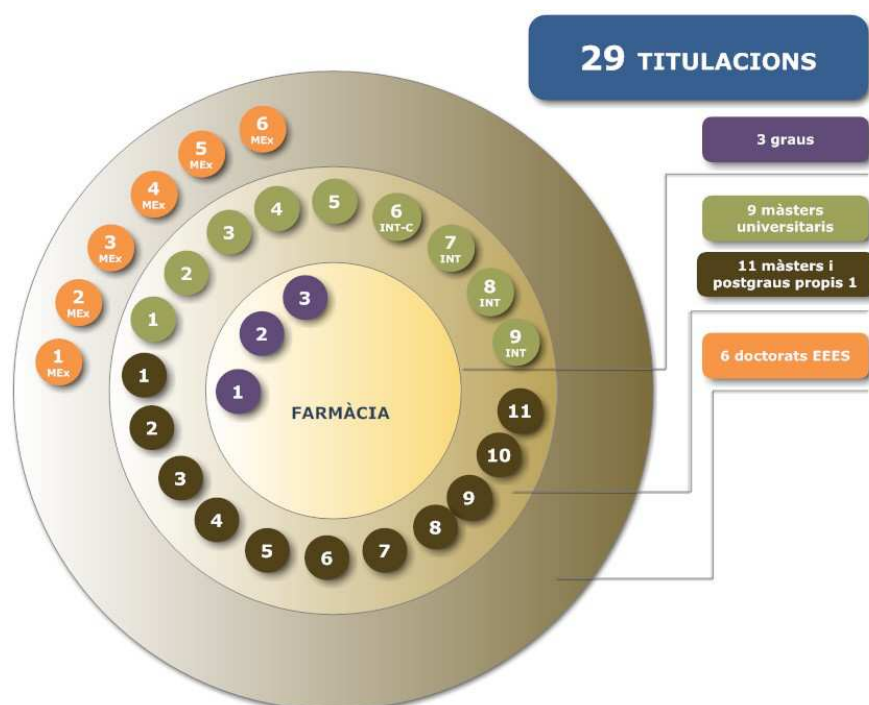 29 TITULACIONS
3 graus
9 màsters
universitaris
11 màsters i
postgraus propis 1
6 doctorats EEES
6
MEx
5
MEx
4
MEx
3
MEx
2
MEx
1
MEx
1
2
3
4
5
6
INT-C
7
INT
8
INT
9
INT
3
2
1
FARMÀCIA
1
2
3
4
5
6
7
8
9
10
11